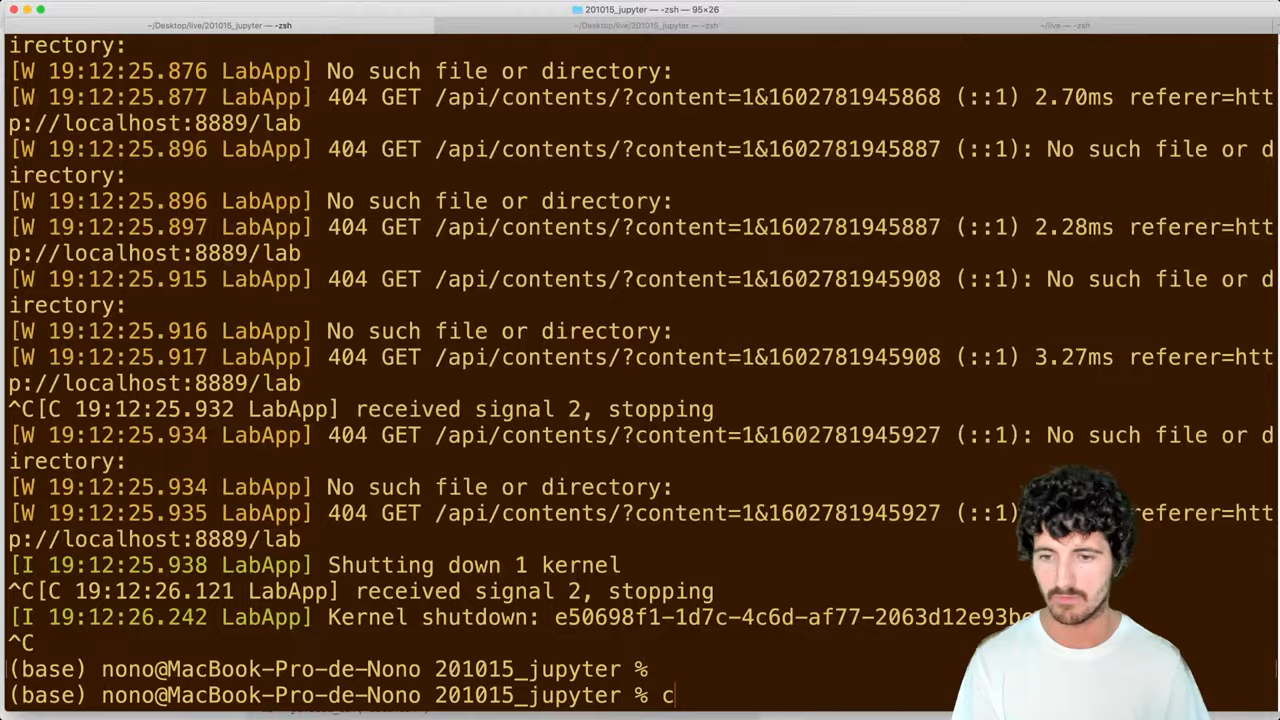 201015_jupyter — -zsh — 95×26
~/Desktop/live/201015_jupyter — -zsh
~/Desktop/live/201015_jupyter — -zsh
~/live — -zsh
irectory:
[W 19:12:25.876 LabApp] No such file or directory:
[W 19:12:25.877 LabApp] 404 GET /api/contents/?content=1&1602781945868 (::1) 2.70ms referer=htt
p://localhost:8889/lab
[W 19:12:25.896 LabApp] 404 GET /api/contents/?content=1&1602781945887 (::1): No such file or d
irectory:
[W 19:12:25.896 LabApp] No such file or directory:
[W 19:12:25.897 LabApp] 404 GET /api/contents/?content=1&1602781945887 (::1) 2.28ms referer=htt
p://localhost:8889/lab
[W 19:12:25.915 LabApp] 404 GET /api/contents/?content=1&1602781945908 (::1): No such file or d
irectory:
[W 19:12:25.916 LabApp] No such file or directory:
[W 19:12:25.917 LabApp] 404 GET /api/contents/?content=1&1602781945908 (::1) 3.27ms referer=htt
p://localhost:8889/lab
^C[C 19:12:25.932 LabApp] received signal 2, stopping
[W 19:12:25.934 LabApp] 404 GET /api/contents/?content=1&1602781945927 (::1): No such file or d
irectory:
[W 19:12:25.934 LabApp] No such file or directory:
[W 19:12:25.935 LabApp] 404 GET /api/contents/?content=1&1602781945927 (::1) eferer=htt
p://localhost:8889/lab
[I 19:12:25.938 LabApp] Shutting down 1 kernel
^C[C 19:12:26.121 LabApp] received signal 2, stopping
[I 19:12:26.242 LabApp] Kernel shutdown: e50698f1-1d7c-4c6d-af77-2063d12e93b
^C
(base) nono@MacBook-Pro-de-Nono 201015_jupyter %
(base) nono@MacBook-Pro-de-Nono 201015_jupyter % c